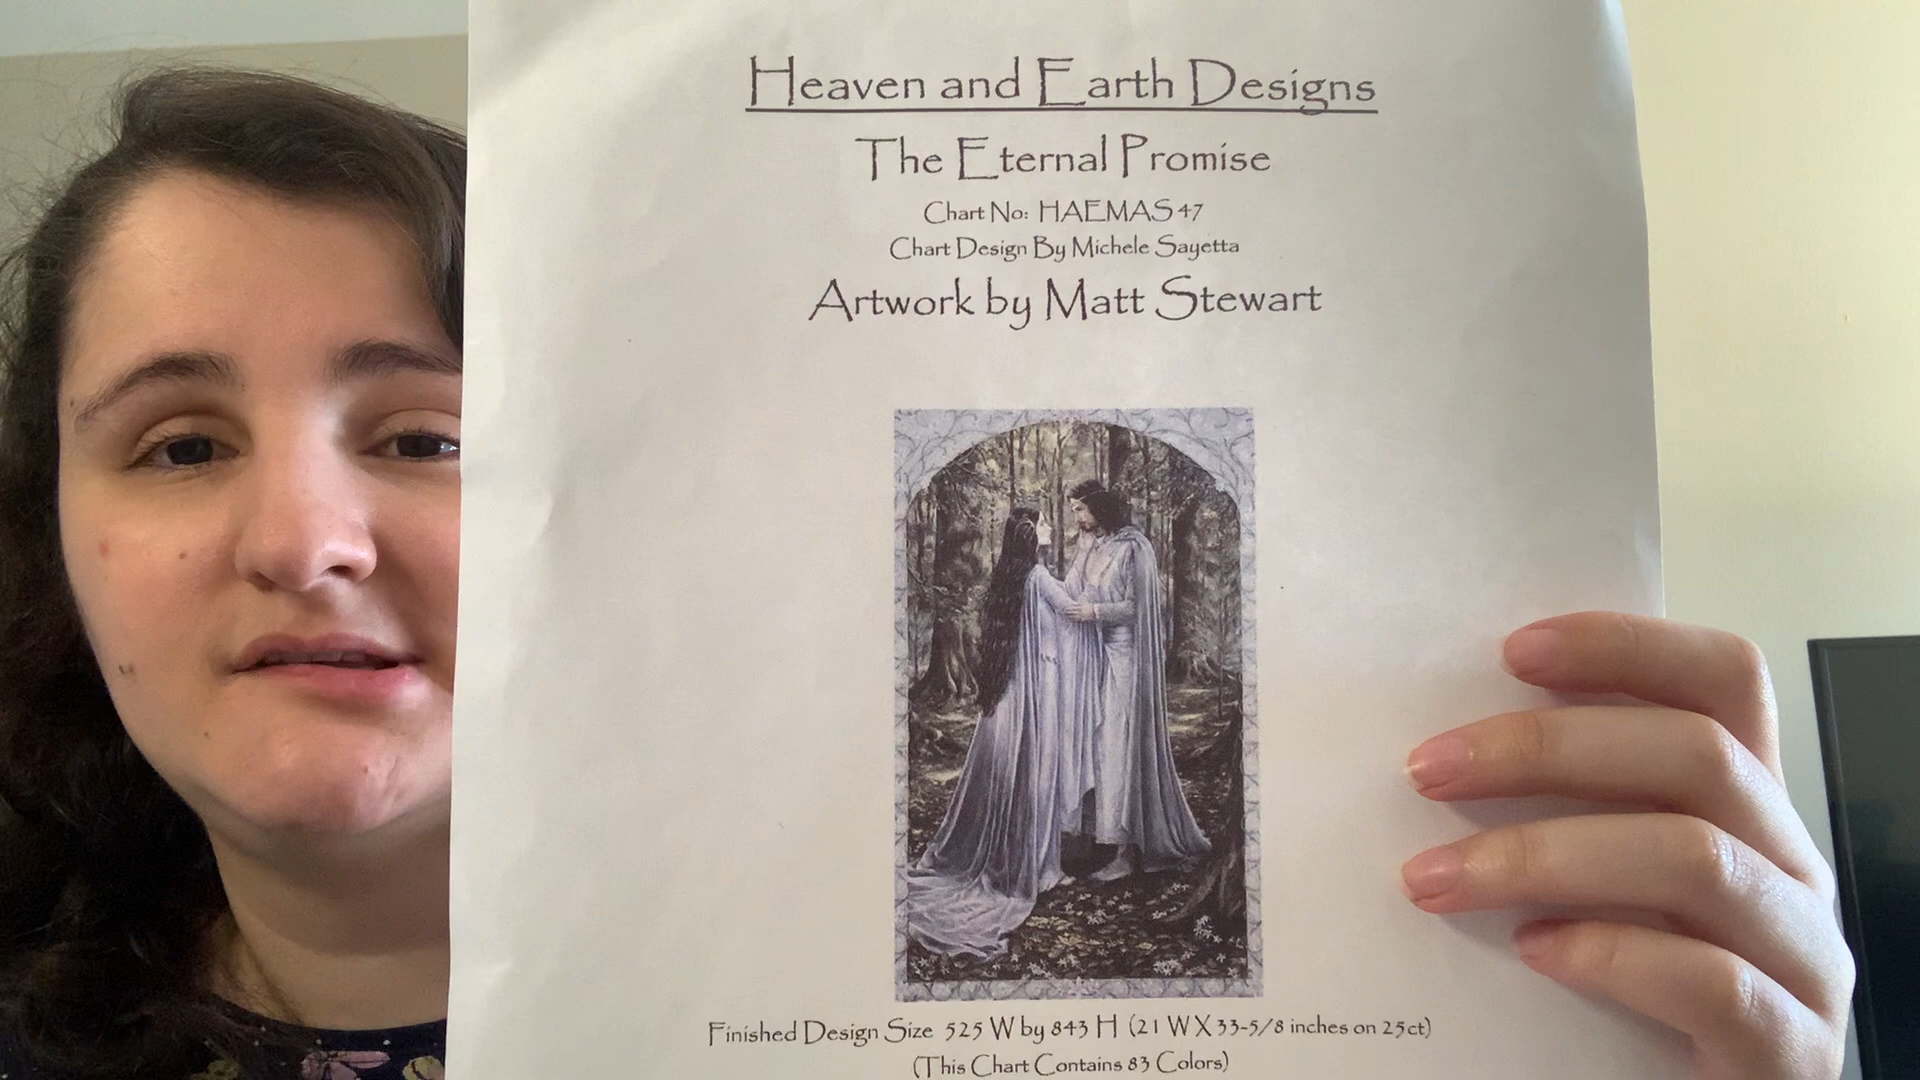 Heaven and Earth Designs
The Eternal Promise
Chart No: HAEMAS 47
Chart Design By Michele Sayetta
Artwork by Matt Stewart
Finished Design Size 525 W by 843 H (21 W X 33-5/8 inches on 25ct)
(This Chart Contains 83 Colors)